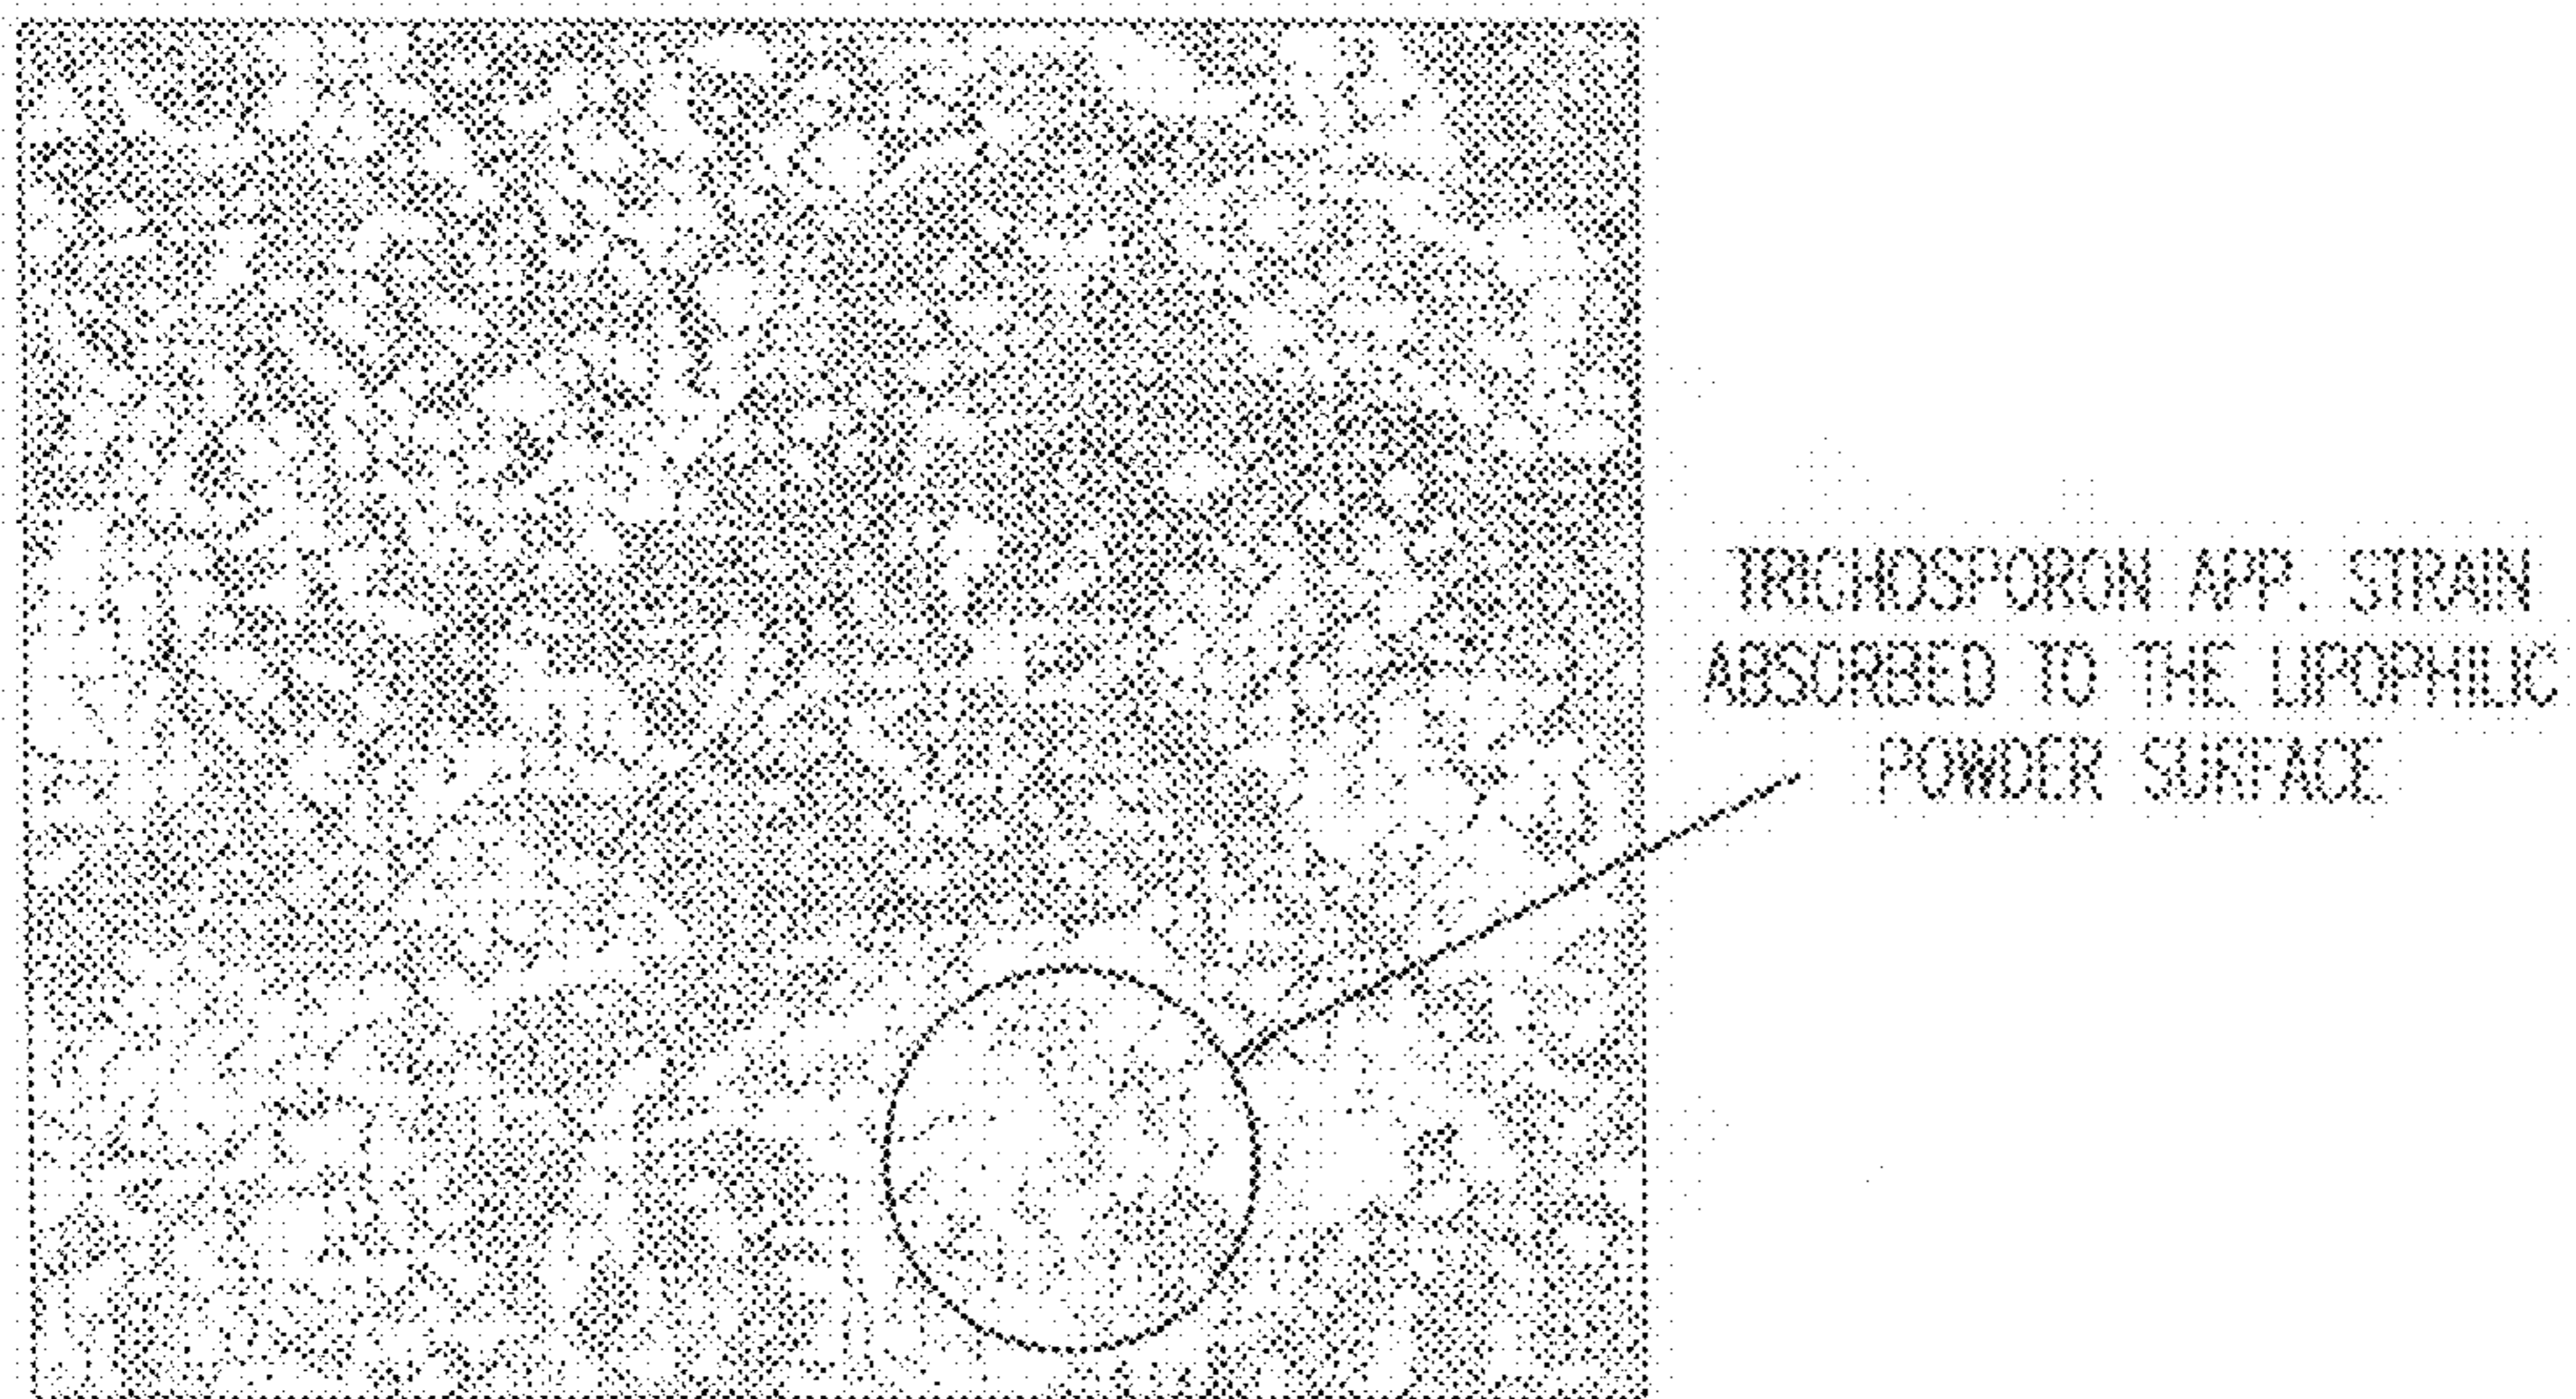 TRICHOSPORON APP. STRAIN
ABSORBED TO THE LIPOPHILIC
POWDER SURFACE